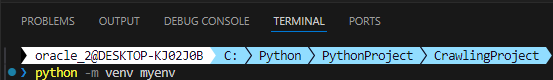 PROBLEMS OUTPUT DEBUG CONSOLE TERMINAL PORTS
oracle_2@DESKTOP-KJ02J0B C: Python PythonProject CrawlingProject
python -m venv myenv